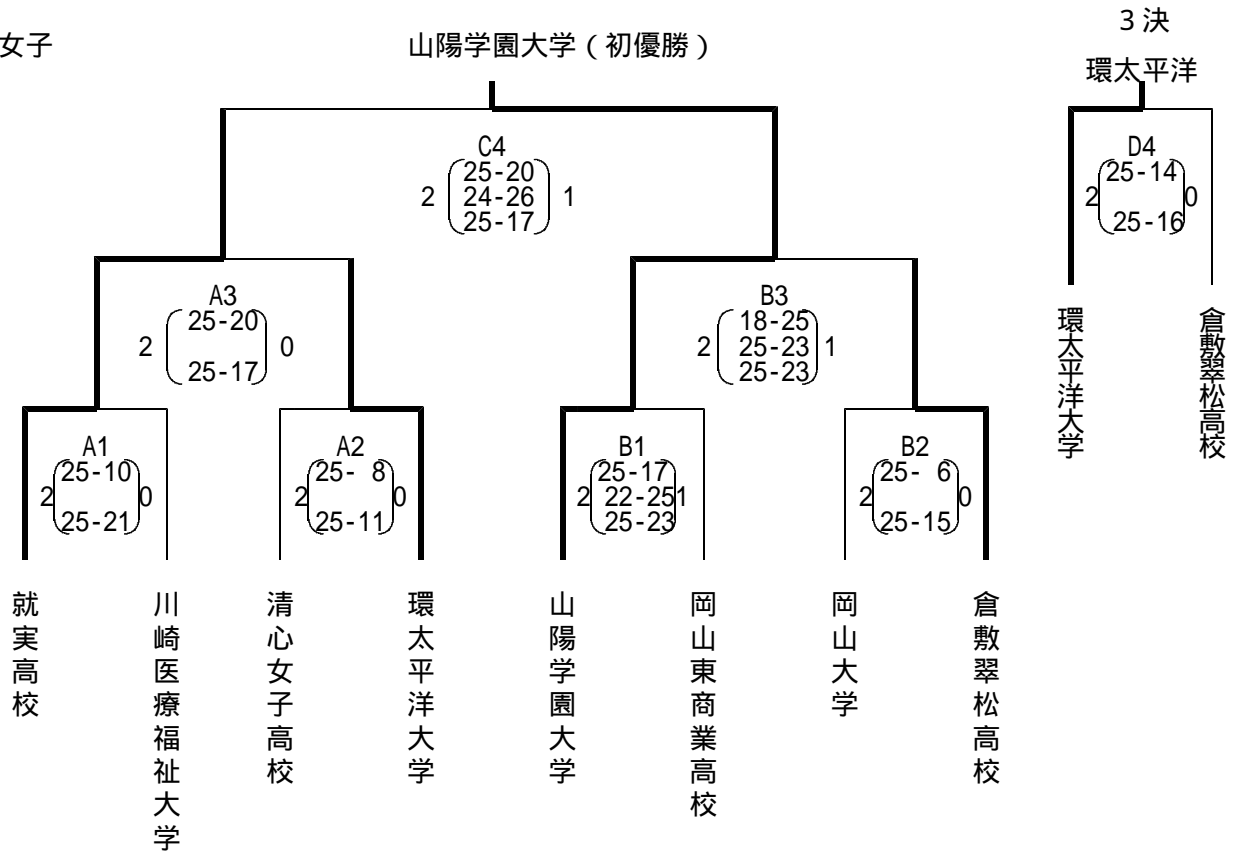 女子
山陽学園大学(初優勝)
3決
環太平洋
C4
25-20
2 24-26 1
25-17
D4
25-14
2 0
25-16
A3
25-20
2 0
25-17
B3
18-25
2 25-23 1
25-23
A1
25-10
2 0
25-21
A2
25- 8
2 0
25-11
B1
25-17
2 22-25 1
25-23
B2
25- 6
2 0
25-15
環太平洋大学
倉敷翠松高校
就実高校
川崎医療福祉大学
清心女子高校
環太平洋大学
山陽学園大学
岡山東商業高校
岡山大学
倉敷翠松高校